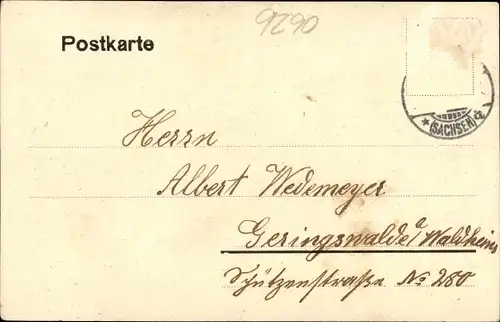 9290
Postkarte
* (SACHSEN) *
Herrn
Albert Wedemeyer
Geringswalde a/Waldheim
Schützenstraße No 280